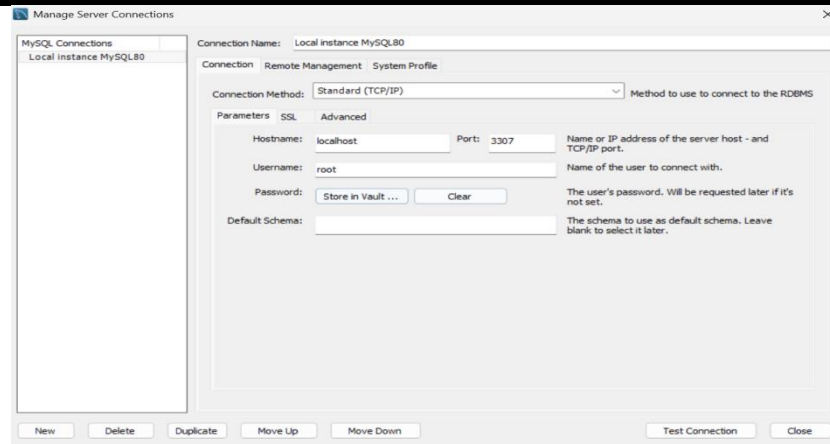 Manage Server Connections
MySQL Connections
Local instance MySQL80
Connection Name: Local instance MySQL80
Connection Remote Management System Profile
Connection Method: Standard (TCP/IP) Method to use to connect to the RDBMS
Parameters SSL Advanced
Hostname: localhost Port: 3307 Name or IP address of the server host - and
TCP/IP port.
Username: root Name of the user to connect with.
Password: Store in Vault ... Clear The user's password. Will be requested later if it's
not set.
Default Schema: The schema to use as default schema. Leave
blank to select it later.
New Delete Duplicate Move Up Move Down Test Connection Close